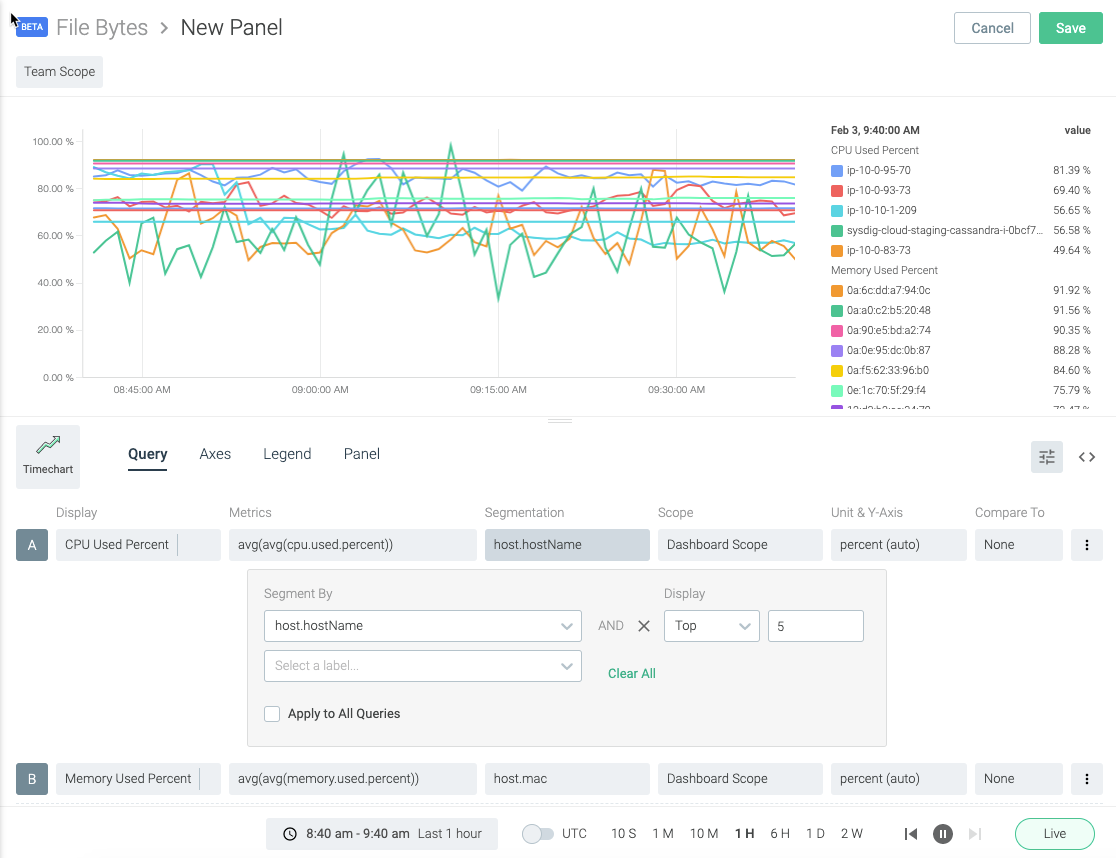 BETA File Bytes > New Panel Cancel Save
Team Scope
100.00 %
80.00 %
60.00 %
40.00 %
20.00 %
0.00 %
08:45:00 AM 09:00:00 AM 09:15:00 AM 09:30:00 AM
Feb 3, 9:40:00 AM value
CPU Used Percent
ip-10-0-95-70 81.39 %
ip-10-0-93-73 69.40 %
ip-10-10-1-209 56.65 %
sysdig-cloud-staging-cassandra-i-0bcf7... 56.58 %
ip-10-0-83-73 49.64 %
Memory Used Percent
0a:6c:dd:a7:94:0c 91.92 %
0a:a0:c2:b5:20:48 91.56 %
0a:90:e5:bd:a2:74 90.35 %
0a:0e:95:dc:0b:87 88.28 %
0a:f5:62:33:96:b0 84.60 %
0e:1c:70:5f:29:f4 75.79 %
Timechart
Query Axes Legend Panel
Display Metrics Segmentation Scope Unit & Y-Axis Compare To
A CPU Used Percent avg(avg(cpu.used.percent)) host.hostName Dashboard Scope percent (auto) None
Segment By Display
host.hostName AND Top 5
Select a label...
Clear All
Apply to All Queries
B Memory Used Percent avg(avg(memory.used.percent)) host.mac Dashboard Scope percent (auto) None
8:40 am - 9:40 am Last 1 hour UTC 10 S 1 M 10 M 1 H 6 H 1 D 2 W Live